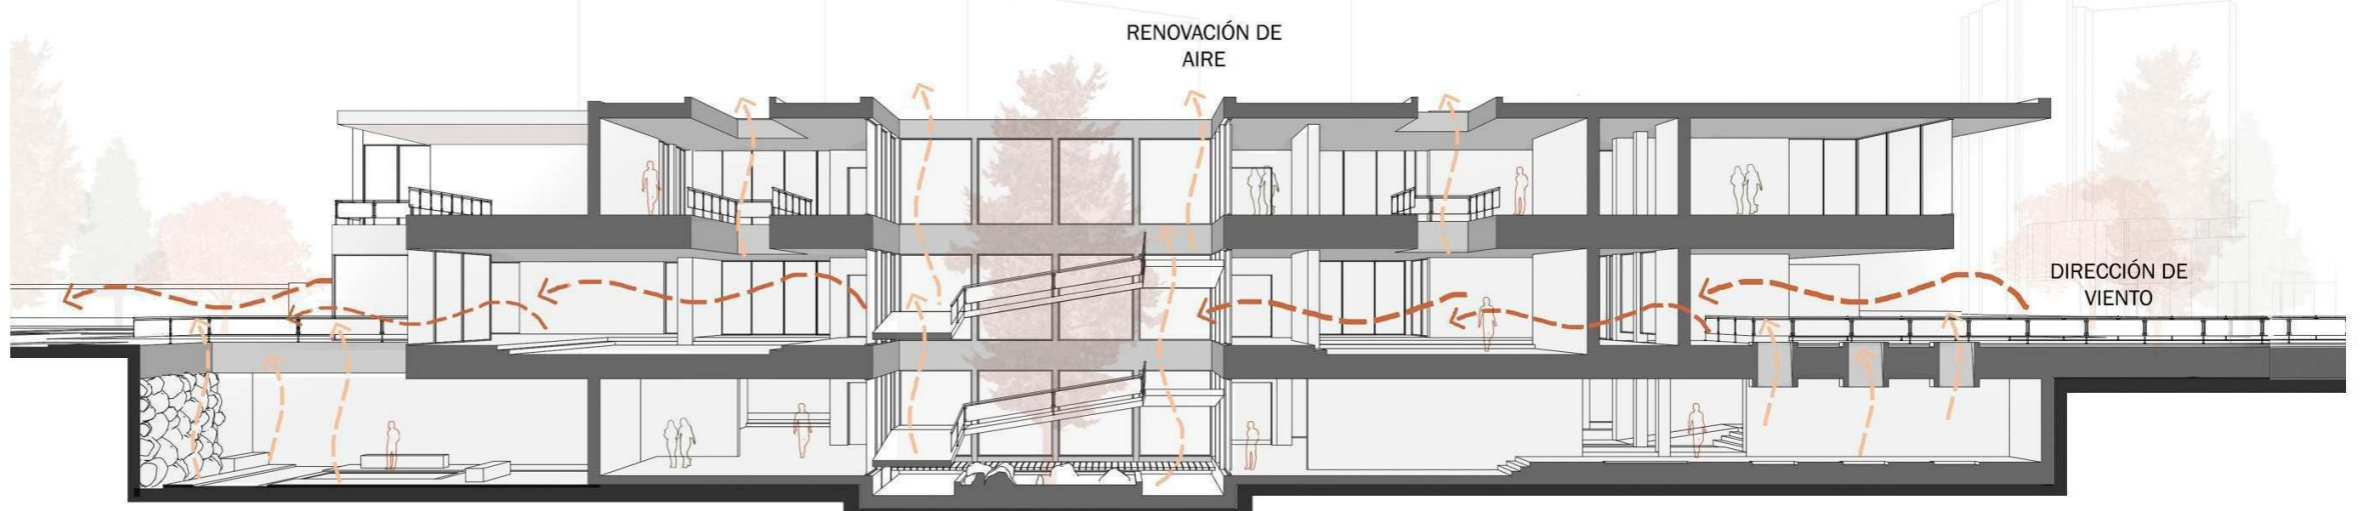 RENOVACIÓN DE
AIRE
DIRECCIÓN DE
VIENTO